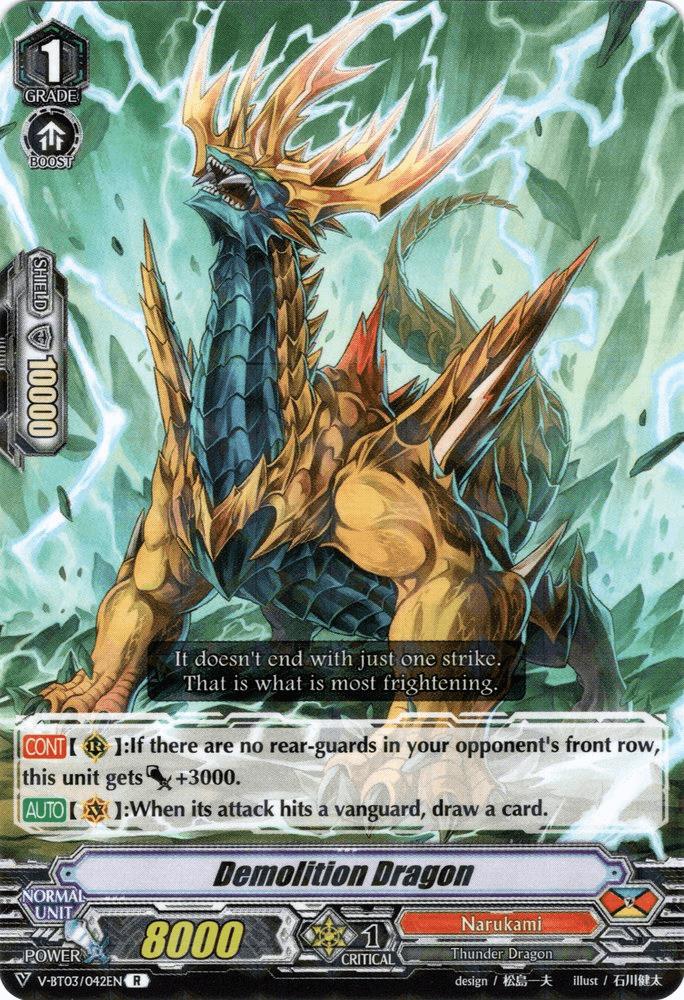 1
GRADE
BOOST
SHIELD
10000
It doesn't end with just one strike.
That is what is most frightening.
CONT【 R 】:If there are no rear-guards in your opponent's front row,
this unit gets +3000.
AUTO【 V 】:When its attack hits a vanguard, draw a card.
Demolition Dragon
NORMAL
UNIT
POWER 8000
1
CRITICAL
Narukami
Thunder Dragon
V-BT03/042EN R
design / 松島一夫 illust / 石川健太